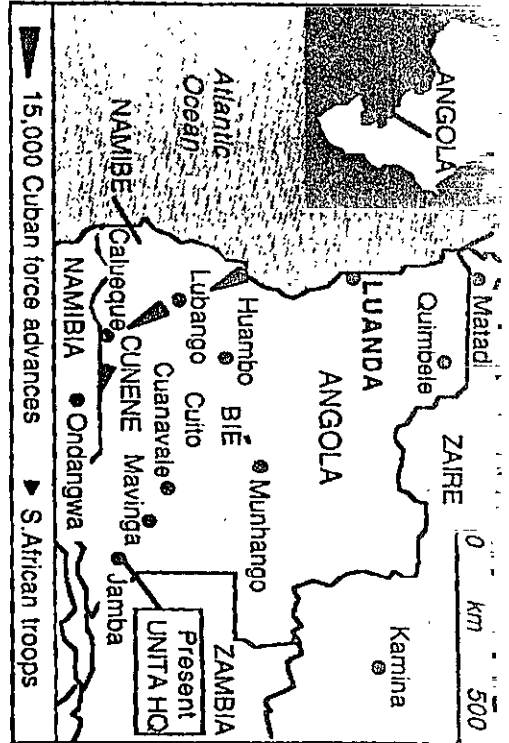 ANGOLA
Atlantic
Ocean
Matadi
Quimbele
ZAIRE
0 km 500
LUANDA
ANGOLA
Kamina
Huambo
BIÉ
Munhango
Lubango
Cuito
Cuanavale
NAMIBE
Calueque
CUNENE
Mavinga
ZAMBIA
Present
UNITA HQ
Jamba
NAMIBIA
Ondangwa
15,000 Cuban force advances
S.African troops